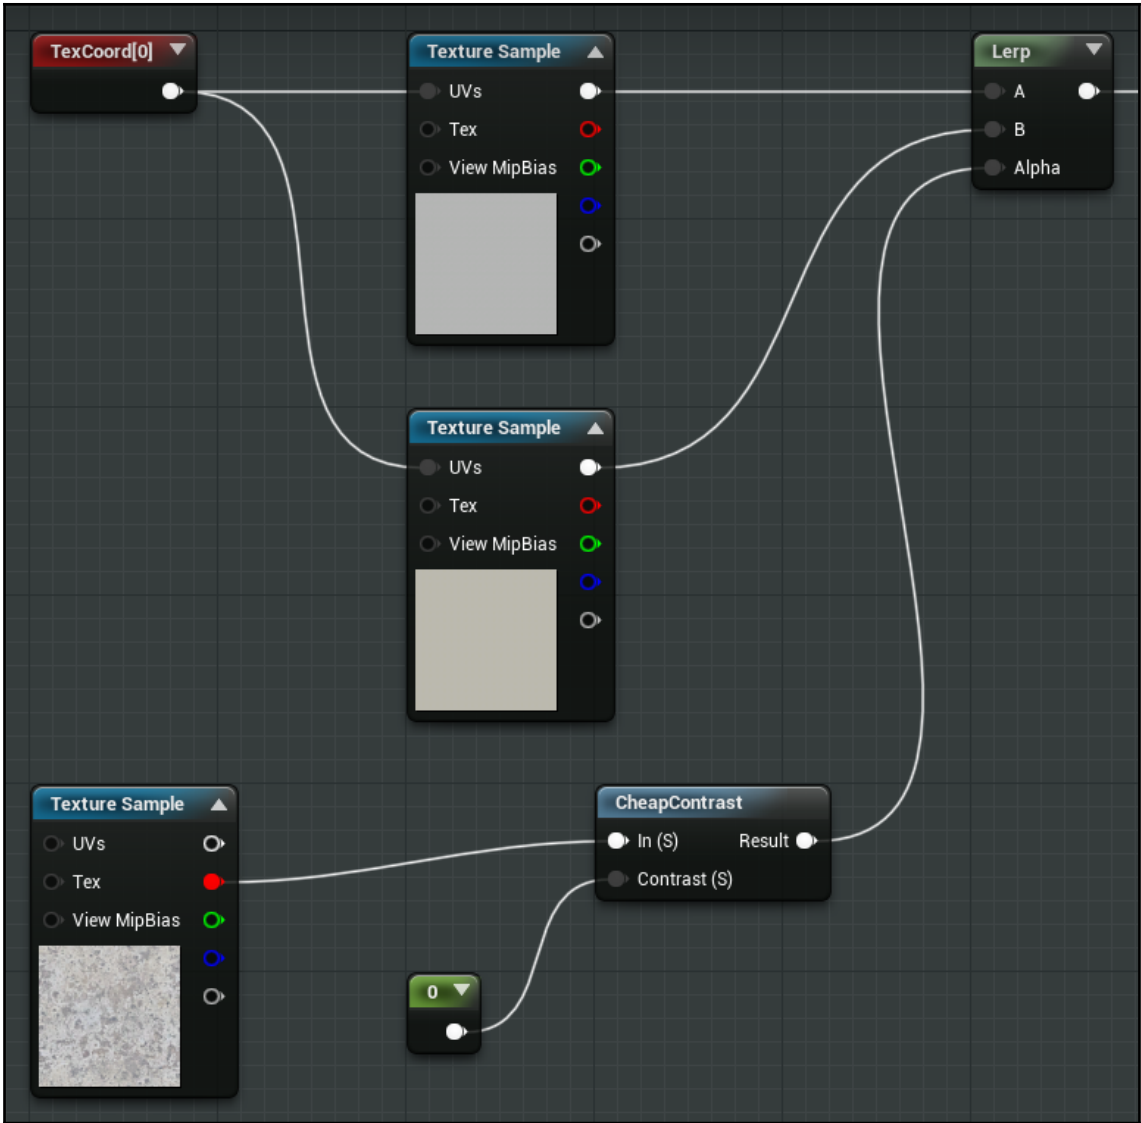 TexCoord[0]
Texture Sample
UVs
Tex
View MipBias
Lerp
A
B
Alpha
Texture Sample
UVs
Tex
View MipBias
Texture Sample
UVs
Tex
View MipBias
CheapContrast
In (S) Result
Contrast (S)
0